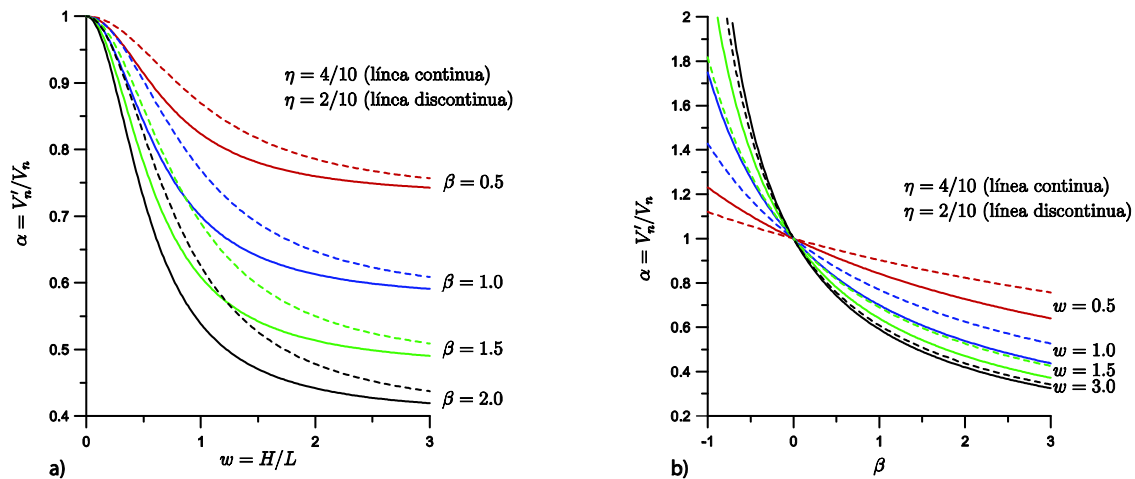 1
0.9
0.8
0.7
0.6
0.5
0.4
α = V′n/Vn
0
1
2
3
w = H/L
η = 4/10 (línca continua)
η = 2/10 (línca discontinua)
β = 0.5
β = 1.0
β = 1.5
β = 2.0
a)
2
1.8
1.6
1.4
1.2
1
0.8
0.6
0.4
0.2
α = V′n/Vn
-1
0
1
2
3
β
η = 4/10 (línea continua)
η = 2/10 (línea discontinua)
w = 0.5
w = 1.0
w = 1.5
w = 3.0
b)